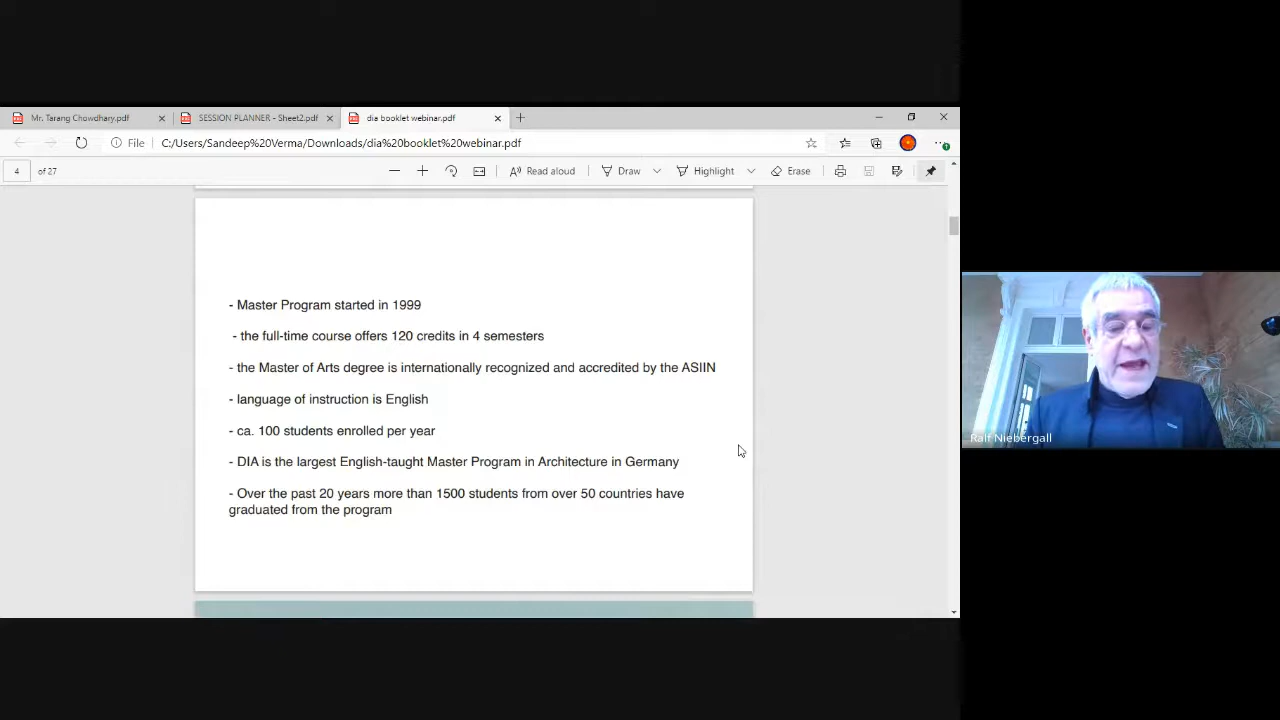 Mr. Tarang Chowdhary.pdf
SESSION PLANNER - Sheet2.pdf
dia booklet webinar.pdf
File
C:/Users/Sandeep%20Verma/Downloads/dia%20booklet%20webinar.pdf
4 of 27
Read aloud
Draw
Highlight
Erase
- Master Program started in 1999
- the full-time course offers 120 credits in 4 semesters
- the Master of Arts degree is internationally recognized and accredited by the ASIIN
- language of instruction is English
- ca. 100 students enrolled per year
- DIA is the largest English-taught Master Program in Architecture in Germany
- Over the past 20 years more than 1500 students from over 50 countries have
graduated from the program
Ralf Niebergall